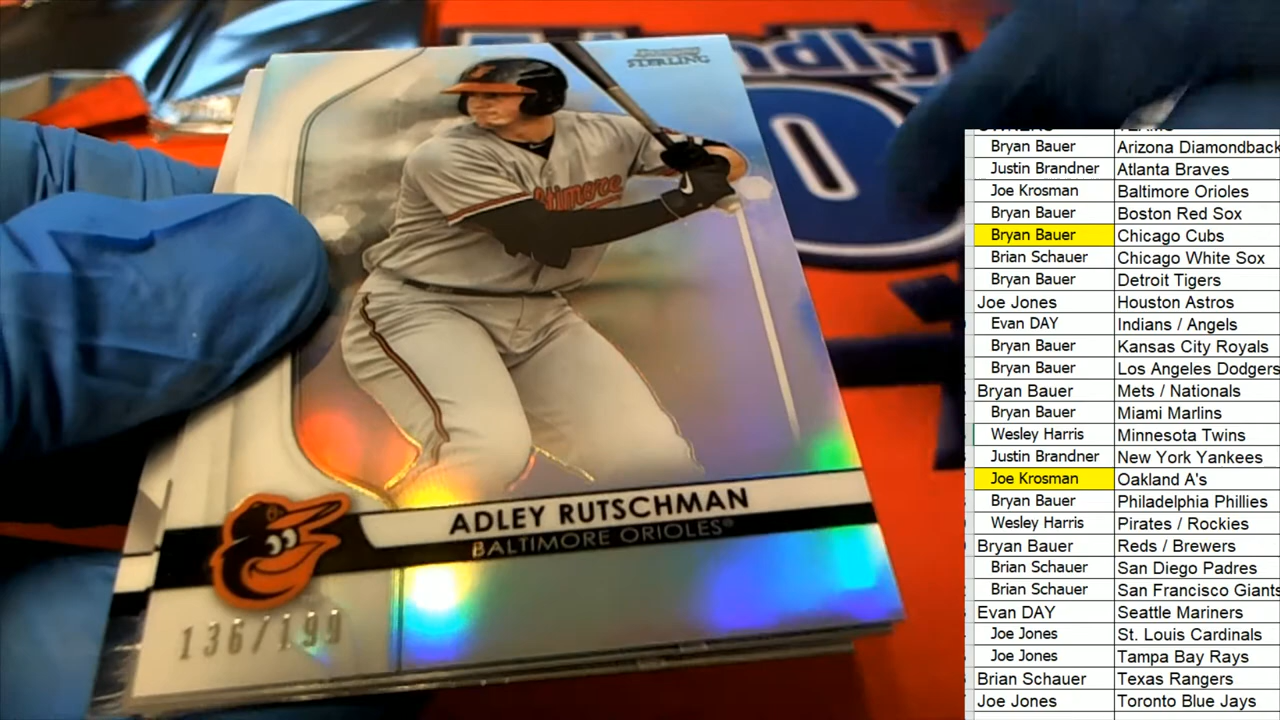 STERLING
ndly
ADLEY RUTSCHMAN
BALTIMORE ORIOLES®
136/199
OWNERS TEAMS
Bryan Bauer Arizona Diamondback
Justin Brandner Atlanta Braves
Joe Krosman Baltimore Orioles
Bryan Bauer Boston Red Sox
Bryan Bauer Chicago Cubs
Brian Schauer Chicago White Sox
Bryan Bauer Detroit Tigers
Joe Jones Houston Astros
Evan DAY Indians / Angels
Bryan Bauer Kansas City Royals
Bryan Bauer Los Angeles Dodgers
Bryan Bauer Mets / Nationals
Bryan Bauer Miami Marlins
Wesley Harris Minnesota Twins
Justin Brandner New York Yankees
Joe Krosman Oakland A's
Bryan Bauer Philadelphia Phillies
Wesley Harris Pirates / Rockies
Bryan Bauer Reds / Brewers
Brian Schauer San Diego Padres
Brian Schauer San Francisco Giants
Evan DAY Seattle Mariners
Joe Jones St. Louis Cardinals
Joe Jones Tampa Bay Rays
Brian Schauer Texas Rangers
Joe Jones Toronto Blue Jays